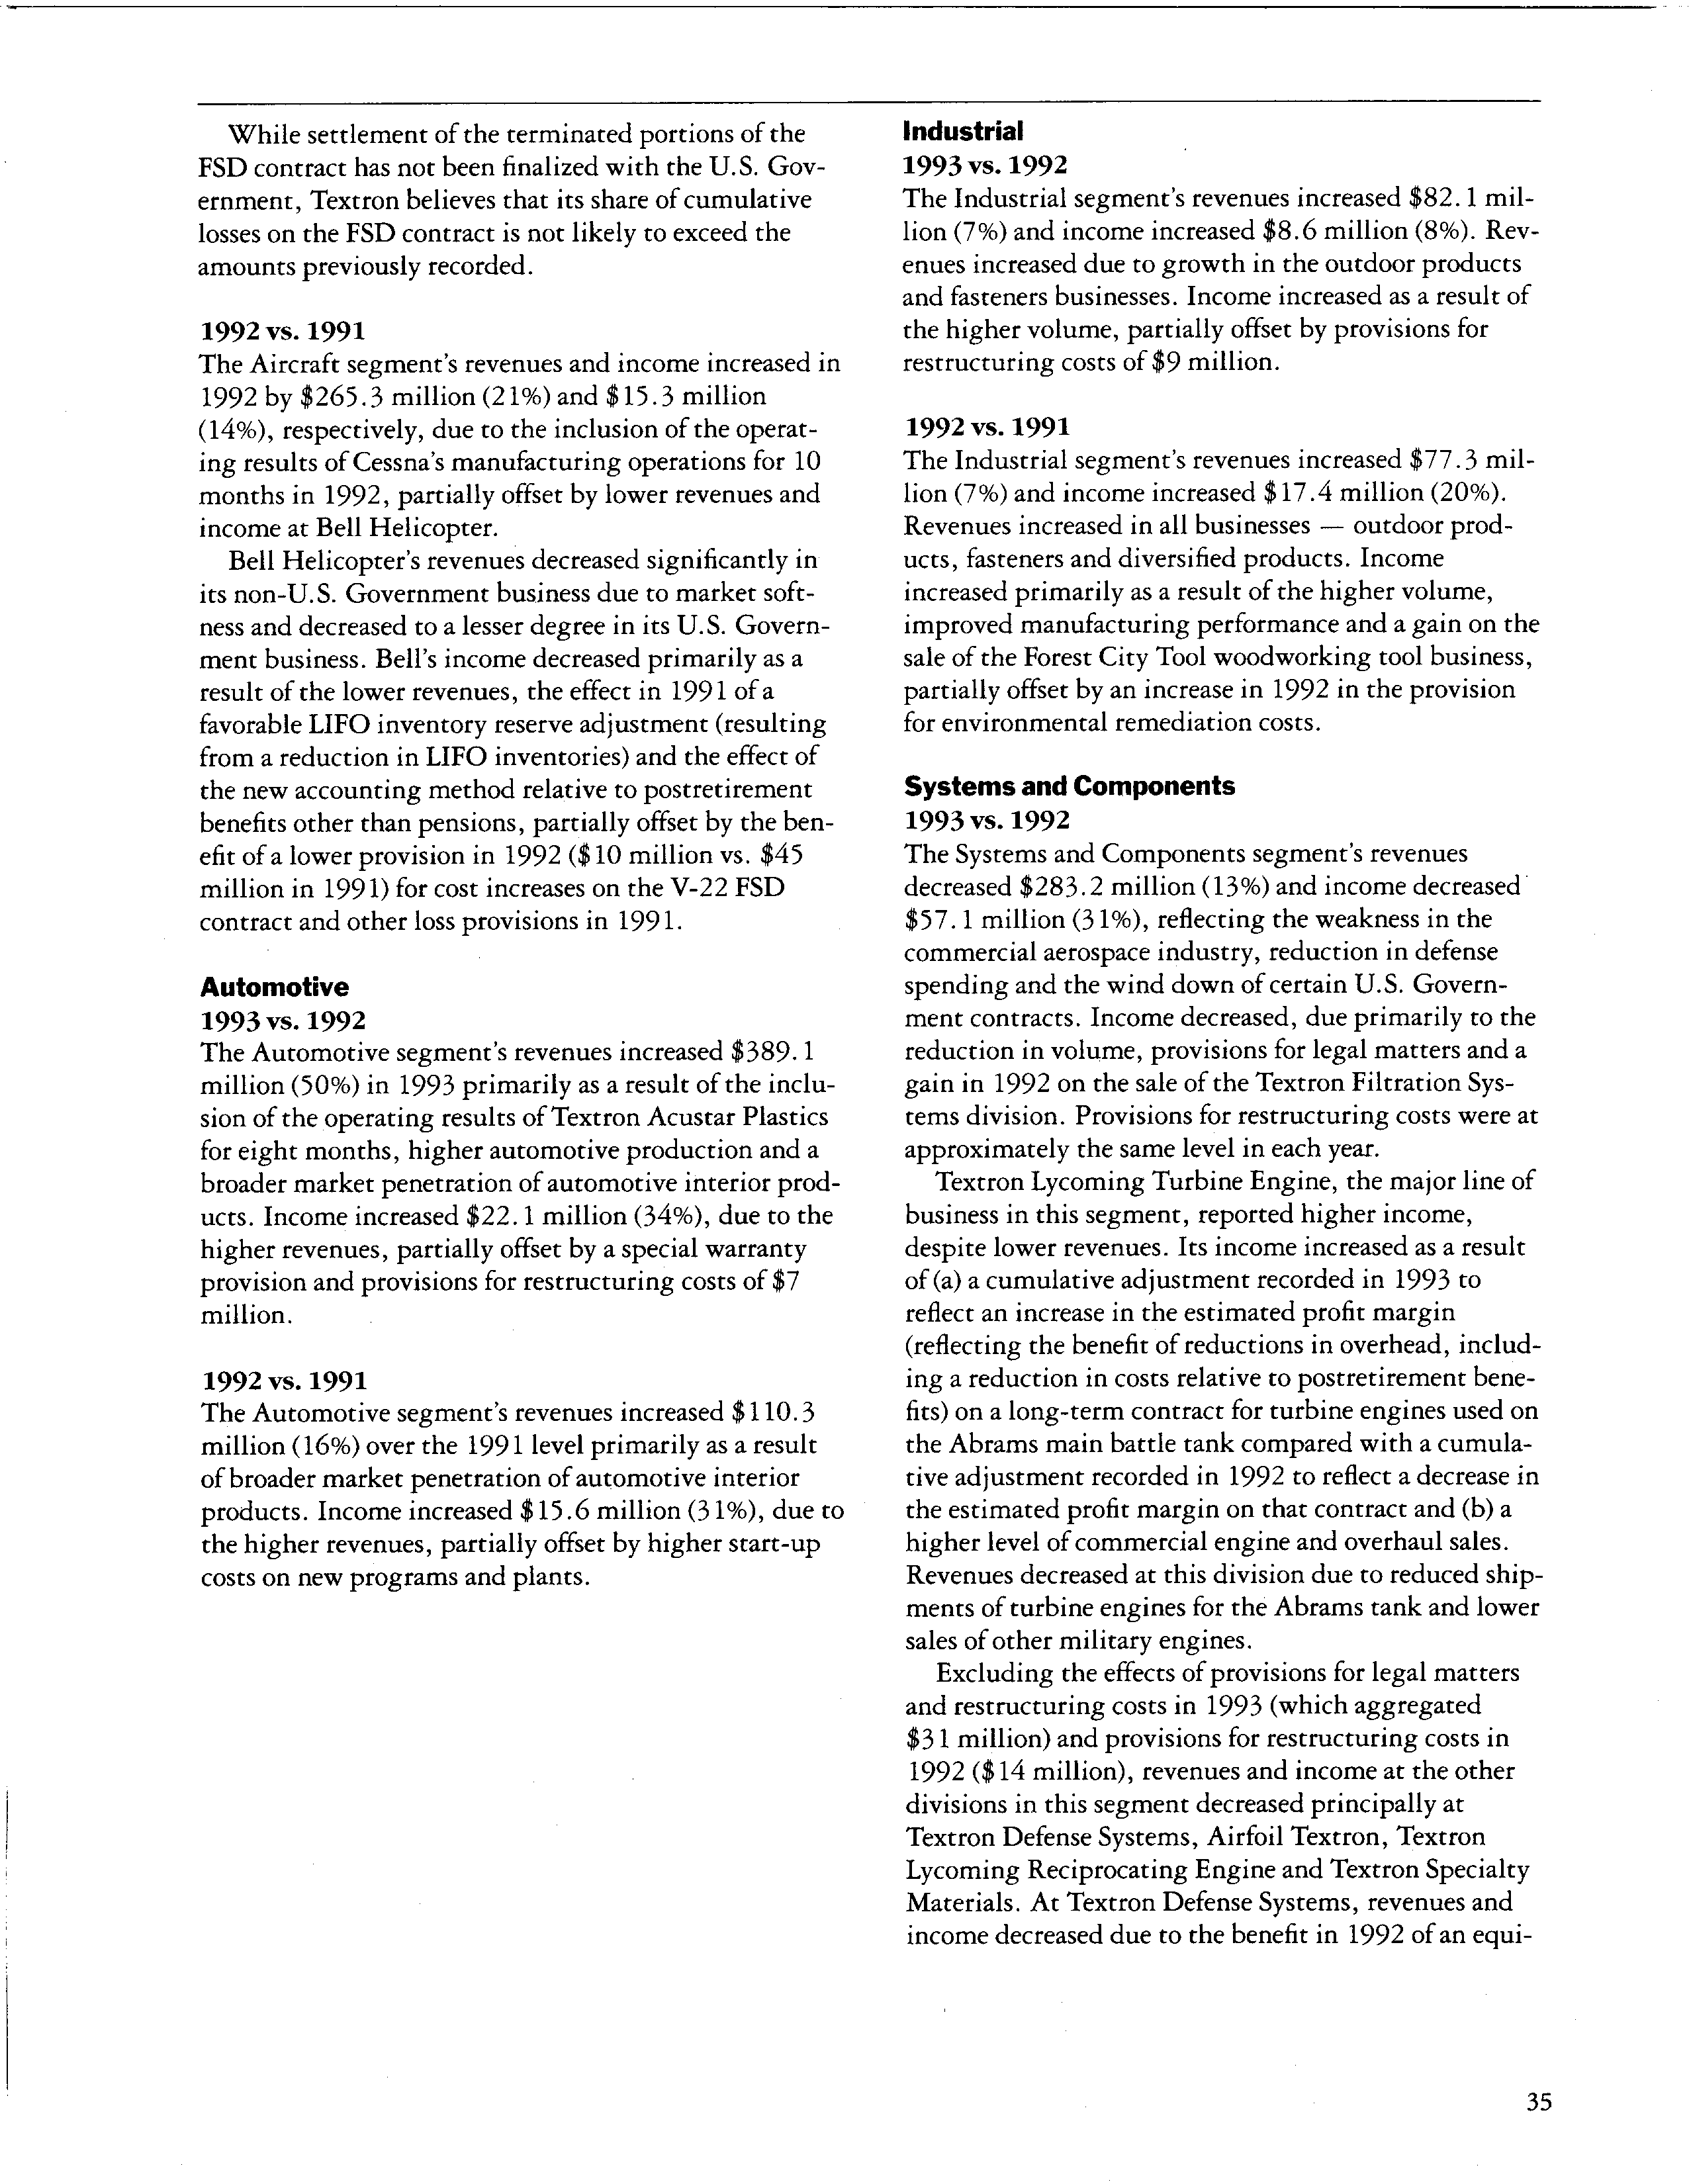 While settlement of the terminated portions of the
FSD contract has not been finalized with the U.S. Gov-
ernment, Textron believes that its share of cumulative
losses on the FSD contract is not likely to exceed the
amounts previously recorded.
1992 vs. 1991
The Aircraft segment's revenues and income increased in
1992 by $265.3 million (21%) and $15.3 million
(14%), respectively, due to the inclusion of the operat-
ing results of Cessna's manufacturing operations for 10
months in 1992, partially offset by lower revenues and
income at Bell Helicopter.
Bell Helicopter's revenues decreased significantly in
its non-U.S. Government business due to market soft-
ness and decreased to a lesser degree in its U.S. Govern-
ment business. Bell's income decreased primarily as a
result of the lower revenues, the effect in 1991 of a
favorable LIFO inventory reserve adjustment (resulting
from a reduction in LIFO inventories) and the effect of
the new accounting method relative to postretirement
benefits other than pensions, partially offset by the ben-
efit of a lower provision in 1992 ($10 million vs. $45
million in 1991) for cost increases on the V-22 FSD
contract and other loss provisions in 1991.
Automotive
1993 vs. 1992
The Automotive segment's revenues increased $389.1
million (50%) in 1993 primarily as a result of the inclu-
sion of the operating results of Textron Acustar Plastics
for eight months, higher automotive production and a
broader market penetration of automotive interior prod-
ucts. Income increased $22.1 million (34%), due to the
higher revenues, partially offset by a special warranty
provision and provisions for restructuring costs of $7
million.
1992 vs. 1991
The Automotive segment's revenues increased $110.3
million (16%) over the 1991 level primarily as a result
of broader market penetration of automotive interior
products. Income increased $15.6 million (31%), due to
the higher revenues, partially offset by higher start-up
costs on new programs and plants.
Industrial
1993 vs. 1992
The Industrial segment's revenues increased $82.1 mil-
lion (7%) and income increased $8.6 million (8%). Rev-
enues increased due to growth in the outdoor products
and fasteners businesses. Income increased as a result of
the higher volume, partially offset by provisions for
restructuring costs of $9 million.
1992 vs. 1991
The Industrial segment's revenues increased $77.3 mil-
lion (7%) and income increased $17.4 million (20%).
Revenues increased in all businesses — outdoor prod-
ucts, fasteners and diversified products. Income
increased primarily as a result of the higher volume,
improved manufacturing performance and a gain on the
sale of the Forest City Tool woodworking tool business,
partially offset by an increase in 1992 in the provision
for environmental remediation costs.
Systems and Components
1993 vs. 1992
The Systems and Components segment's revenues
decreased $283.2 million (13%) and income decreased
$57.1 million (31%), reflecting the weakness in the
commercial aerospace industry, reduction in defense
spending and the wind down of certain U.S. Govern-
ment contracts. Income decreased, due primarily to the
reduction in volume, provisions for legal matters and a
gain in 1992 on the sale of the Textron Filtration Sys-
tems division. Provisions for restructuring costs were at
approximately the same level in each year.
Textron Lycoming Turbine Engine, the major line of
business in this segment, reported higher income,
despite lower revenues. Its income increased as a result
of (a) a cumulative adjustment recorded in 1993 to
reflect an increase in the estimated profit margin
(reflecting the benefit of reductions in overhead, includ-
ing a reduction in costs relative to postretirement bene-
fits) on a long-term contract for turbine engines used on
the Abrams main battle tank compared with a cumula-
tive adjustment recorded in 1992 to reflect a decrease in
the estimated profit margin on that contract and (b) a
higher level of commercial engine and overhaul sales.
Revenues decreased at this division due to reduced ship-
ments of turbine engines for the Abrams tank and lower
sales of other military engines.
Excluding the effects of provisions for legal matters
and restructuring costs in 1993 (which aggregated
$31 million) and provisions for restructuring costs in
1992 ($14 million), revenues and income at the other
divisions in this segment decreased principally at
Textron Defense Systems, Airfoil Textron, Textron
Lycoming Reciprocating Engine and Textron Specialty
Materials. At Textron Defense Systems, revenues and
income decreased due to the benefit in 1992 of an equi-
35